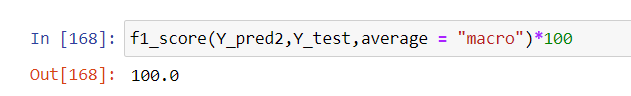 In [168]: f1_score(Y_pred2,Y_test,average = "macro")*100
Out[168]: 100.0